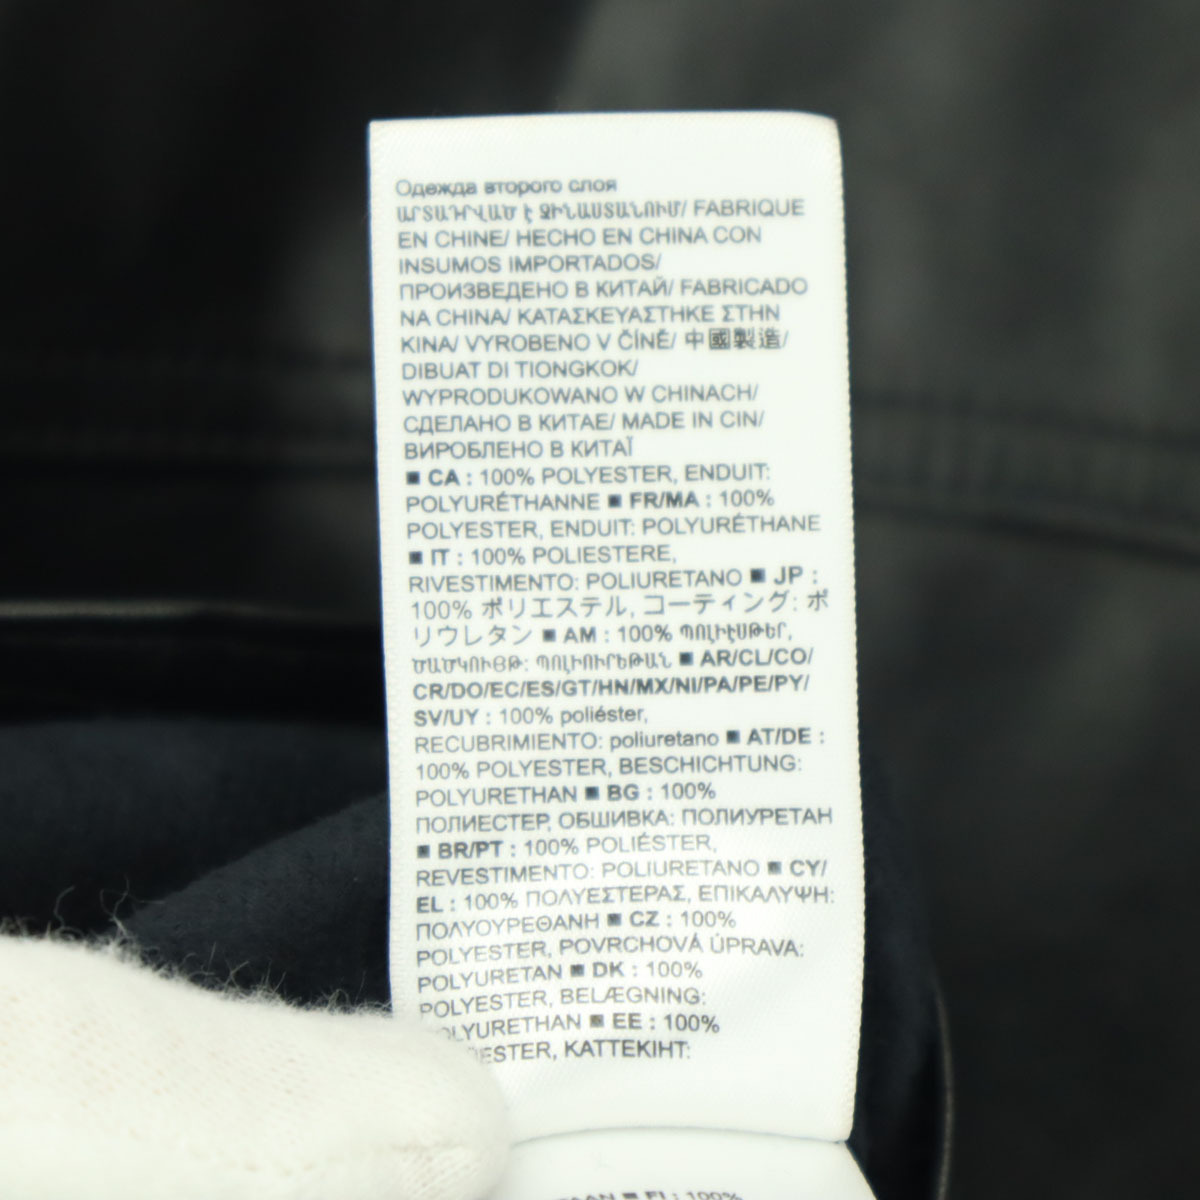 Одежда второго слоя
ԱՐՏԱԴՐՎԱԾ Է ՉԻՆԱՍՏԱՆՈՒՄ/ FABRIQUE
EN CHINE/ HECHO EN CHINA CON
INSUMOS IMPORTADOS/
ПРОИЗВЕДЕНО В КИТАЙ/ FABRICADO
NA CHINA/ ΚΑΤΑΣΚΕΥΑΣΤΗΚΕ ΣΤΗΝ
ΚΙΝΑ/ VYROBENO V ČÍNĚ/ 中國製造/
DIBUAT DI TIONGKOK/
WYPRODUKOWANO W CHINACH/
СДЕЛАНО В КИТАЕ/ MADE IN CIN/
ВИРОБЛЕНО В КИТАЇ
■ CA : 100% POLYESTER, ENDUIT:
POLYURÉTHANNE ■ FR/MA : 100%
POLYESTER, ENDUIT: POLYURÉTHANE
■ IT : 100% POLIESTERE,
RIVESTIMENTO: POLIURETANO ■ JP :
100% ポリエステル, コーティング: ポ
リウレタン ■ AM : 100% ՊՈԼԻԷՍԹԵՐ,
ԾԱԾԿՈՒՅԹ: ՊՈԼԻՈՒՐԵԹԱՆ ■ AR/CL/CO/
CR/DO/EC/ES/GT/HN/MX/NI/PA/PE/PY/
SV/UY : 100% poliéster,
RECUBRIMIENTO: poliuretano ■ AT/DE :
100% POLYESTER, BESCHICHTUNG:
POLYURETHAN ■ BG : 100%
ПОЛИЕСТЕР, ОБШИВКА: ПОЛИУРЕТАН
■ BR/PT : 100% POLIÉSTER,
REVESTIMENTO: POLIURETANO ■ CY/
EL : 100% ΠΟΛΥΕΣΤΕΡΑΣ, ΕΠΙΚΑΛΥΨΗ:
ΠΟΛΥΟΥΡΕΘΑΝΗ ■ CZ : 100%
POLYESTER, POVRCHOVÁ ÚPRAVA:
POLYURETAN ■ DK : 100%
POLYESTER, BELÆGNING:
POLYURETHAN ■ EE : 100%
KATTEKIHT:
■ FI : 100%